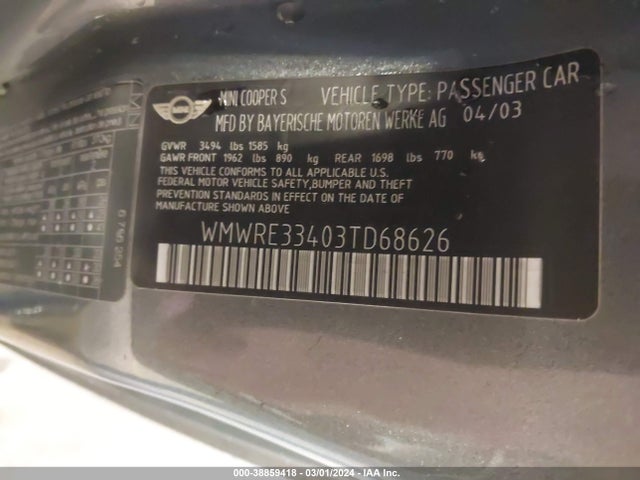 MINI COOPER S VEHICLE TYPE: PASSENGER CAR
MFD BY BAYERISCHE MOTOREN WERKE AG 04/03
GVWR 3494 lbs 1585 kg
GAWR FRONT 1962 lbs 890 kg REAR 1698 lbs 770 kg
THIS VEHICLE CONFORMS TO ALL APPLICABLE U.S.
FEDERAL MOTOR VEHICLE SAFETY,BUMPER AND THEFT
PREVENTION STANDARDS IN EFFECT ON THE DATE OF
MANUFACTURE SHOWN ABOVE
WMWRE33403TD68626
6 756 254
000-38859418 - 03/01/2024 - IAA Inc.